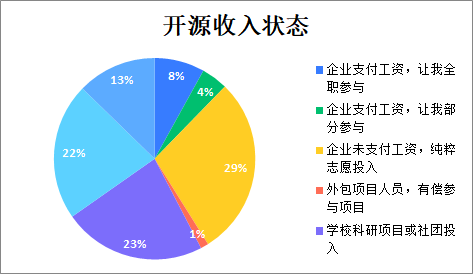 开源收入状态
8%
4%
29%
1%
23%
22%
13%
企业支付工资，让我全
职参与
企业支付工资，让我部
分参与
企业未支付工资，纯粹
志愿投入
外包项目人员，有偿参
与项目
学校科研项目或社团投
入